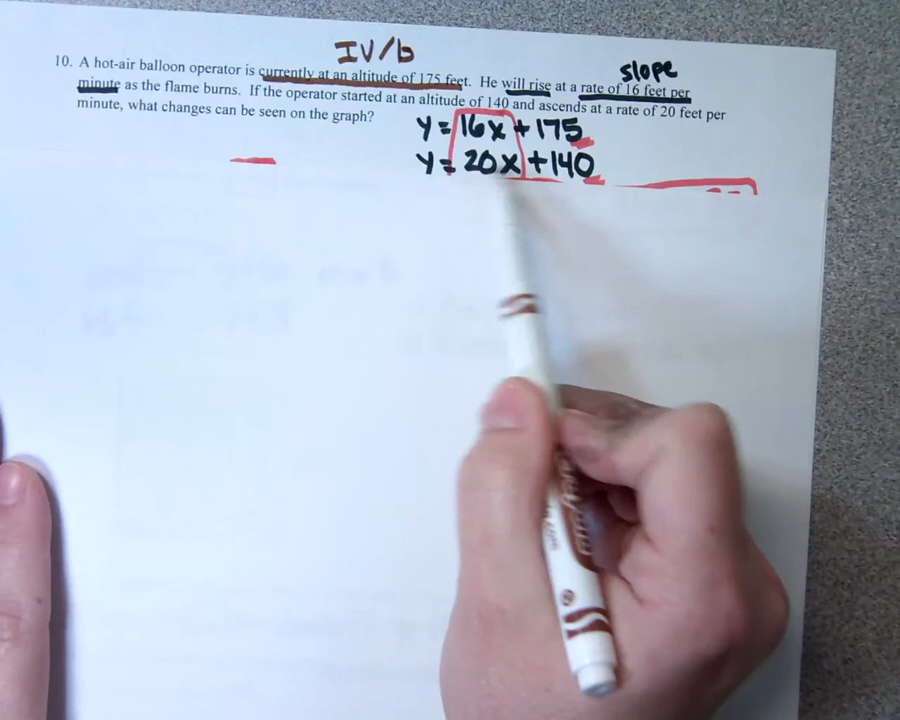 IV/b
slope
10. A hot-air balloon operator is currently at an altitude of 175 feet. He will rise at a rate of 16 feet per
minute as the flame burns. If the operator started at an altitude of 140 and ascends at a rate of 20 feet per
minute, what changes can be seen on the graph?
y = 16x + 175
y = 20x + 140